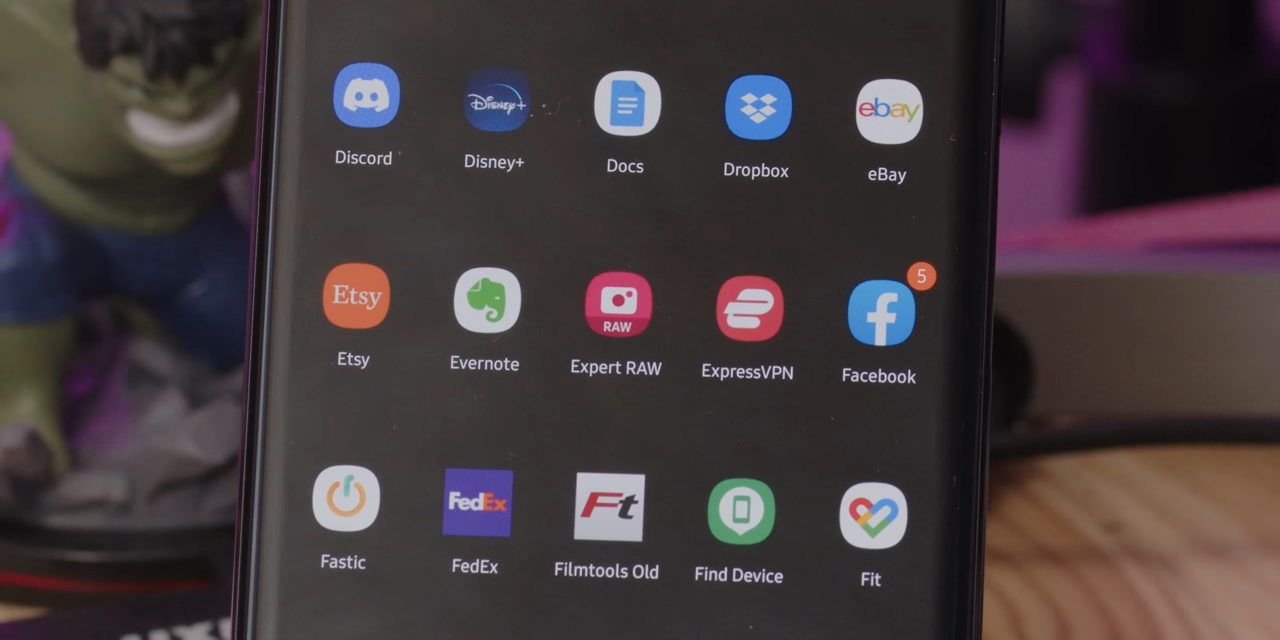 Disney+
ebay
Discord
Disney+
Docs
Dropbox
eBay
5
Etsy
RAW
Etsy
Evernote
Expert RAW
ExpressVPN
Facebook
FedEx
Ft
Fastic
FedEx
Filmtools Old
Find Device
Fit